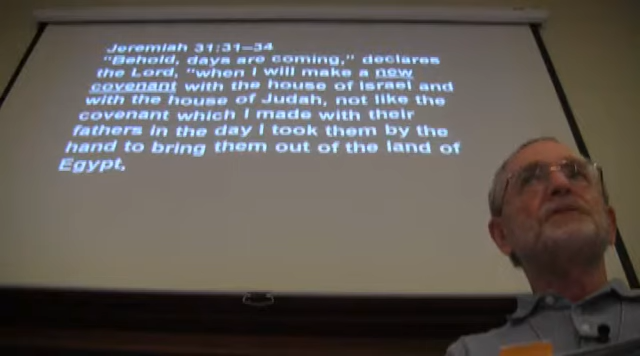 Jeremiah 31:31–34
"Behold, days are coming," declares
the Lord, "when I will make a new
covenant with the house of Israel and
with the house of Judah, not like the
covenant which I made with their
fathers in the day I took them by the
hand to bring them out of the land of
Egypt,